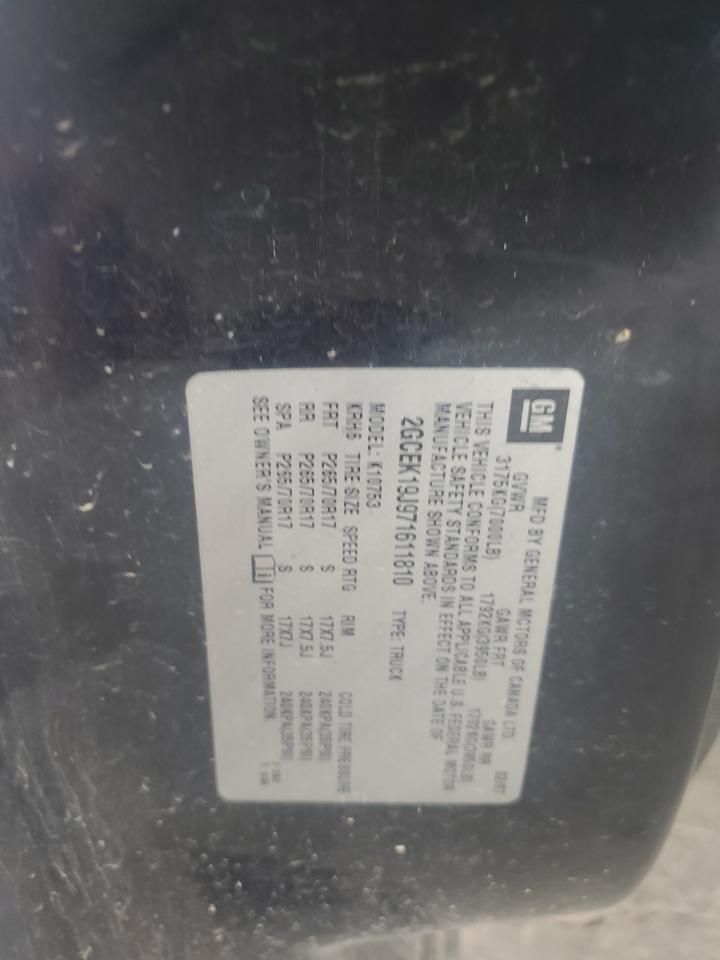 GM
MFD BY GENERAL MOTORS OF CANADA LTD.
12/07
GVWR GAWR FRT GAWR RR
3175KG(7000LB) 1792KG(3950LB) 1792KG(3950LB)
THIS VEHICLE CONFORMS TO ALL APPLICABLE U.S. FEDERAL MOTOR
VEHICLE SAFETY STANDARDS IN EFFECT ON THE DATE OF
MANUFACTURE SHOWN ABOVE.
2GCEK19J971611810 TYPE: TRUCK
MODEL: K10753
KRH6 TIRE SIZE SPEED RTG RIM COLD TIRE PRESSURE
FRT P265/70R17 S 17X7.5J 240KPA(35PSI)
RR P265/70R17 S 17X7.5J 240KPA(35PSI)
SPA P265/70R17 S 17X7J 240KPA(35PSI)
SEE OWNER'S MANUAL FOR MORE INFORMATION.